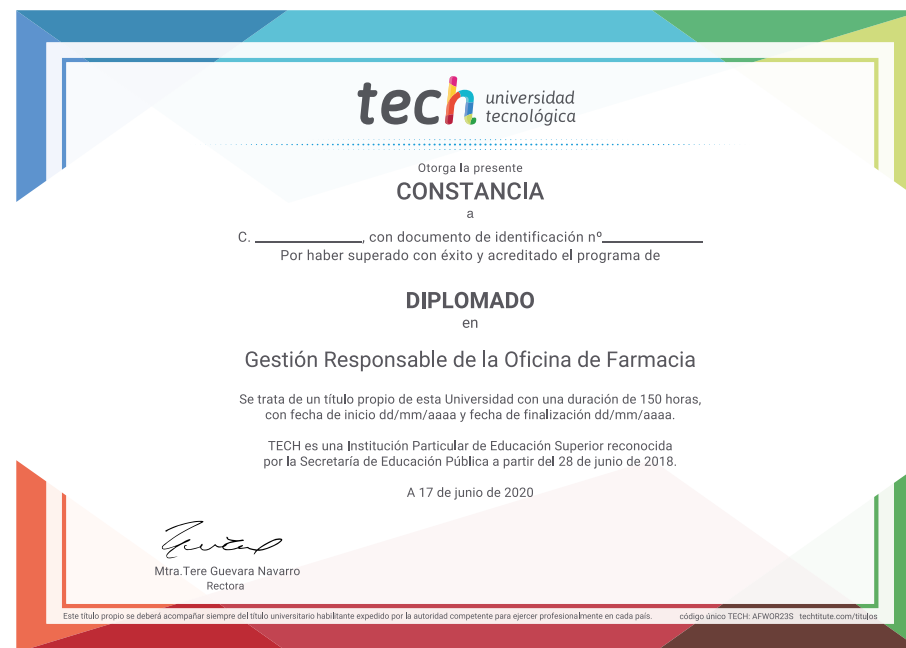 tech universidad
tecnológica
Otorga la presente
CONSTANCIA
a
C. ____________, con documento de identificación nº____________
Por haber superado con éxito y acreditado el programa de
DIPLOMADO
en
Gestión Responsable de la Oficina de Farmacia
Se trata de un título propio de esta Universidad con una duración de 150 horas,
con fecha de inicio dd/mm/aaaa y fecha de finalización dd/mm/aaaa.
TECH es una Institución Particular de Educación Superior reconocida
por la Secretaría de Educación Pública a partir del 28 de junio de 2018.
A 17 de junio de 2020
Mtra.Tere Guevara Navarro
Rectora
Este título propio se deberá acompañar siempre del título universitario habilitante expedido por la autoridad competente para ejercer profesionalmente en cada país. código único TECH: AFWOR23S techtitute.com/titulos